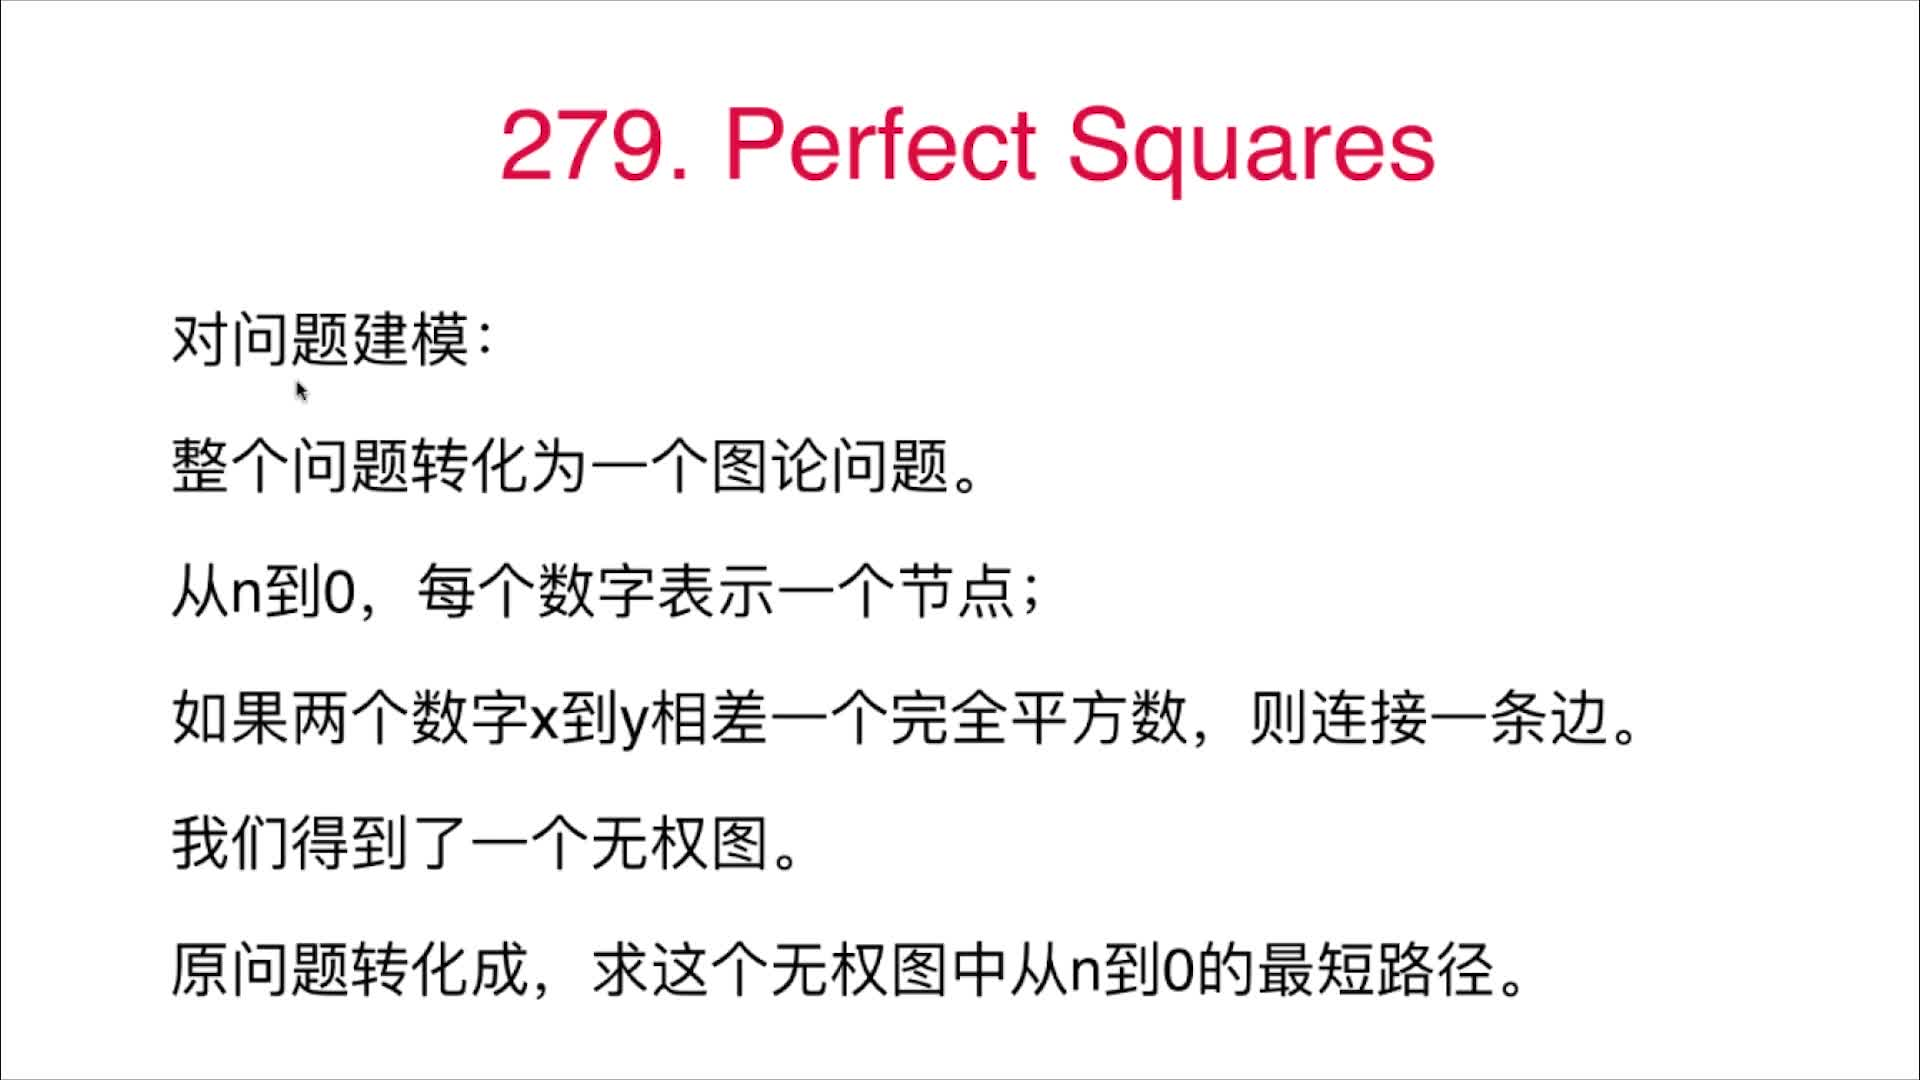 279. Perfect Squares
对问题建模：
整个问题转化为一个图论问题。
从n到0，每个数字表示一个节点；
如果两个数字x到y相差一个完全平方数，则连接一条边。
我们得到了一个无权图。
原问题转化成，求这个无权图中从n到0的最短路径。